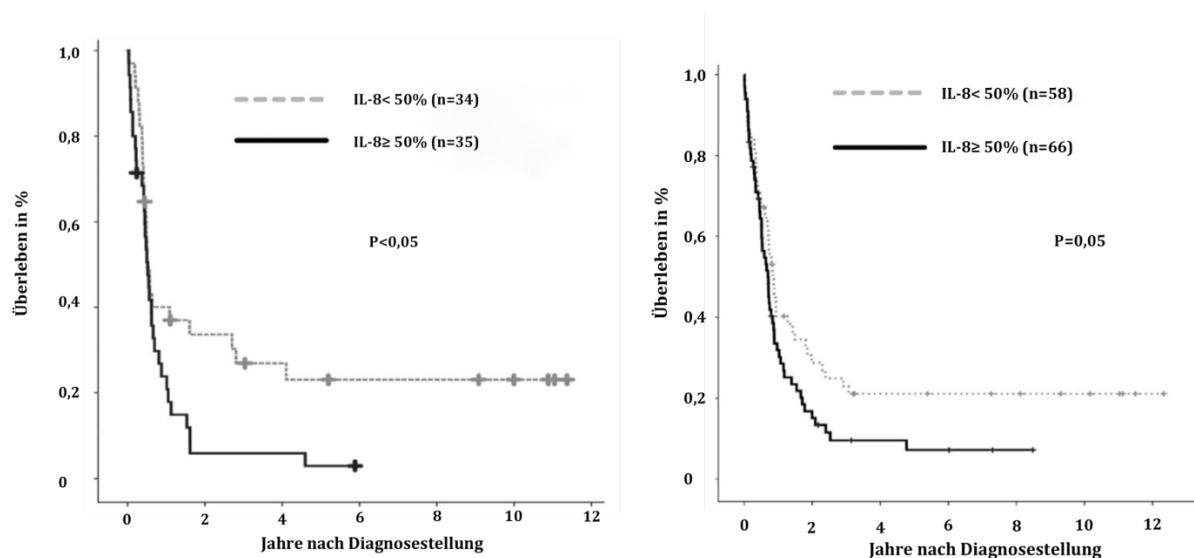 1,0
0,8
0,6
0,4
0,2
0
Überleben in %
IL-8< 50% (n=34)
IL-8≥ 50% (n=35)
P<0,05
0 2 4 6 8 10 12
Jahre nach Diagnosestellung
1,0
0,8
0,6
0,4
0,2
0
Überleben in %
IL-8< 50% (n=58)
IL-8≥ 50% (n=66)
P=0,05
0 2 4 6 8 10 12
Jahre nach Diagnosestellung